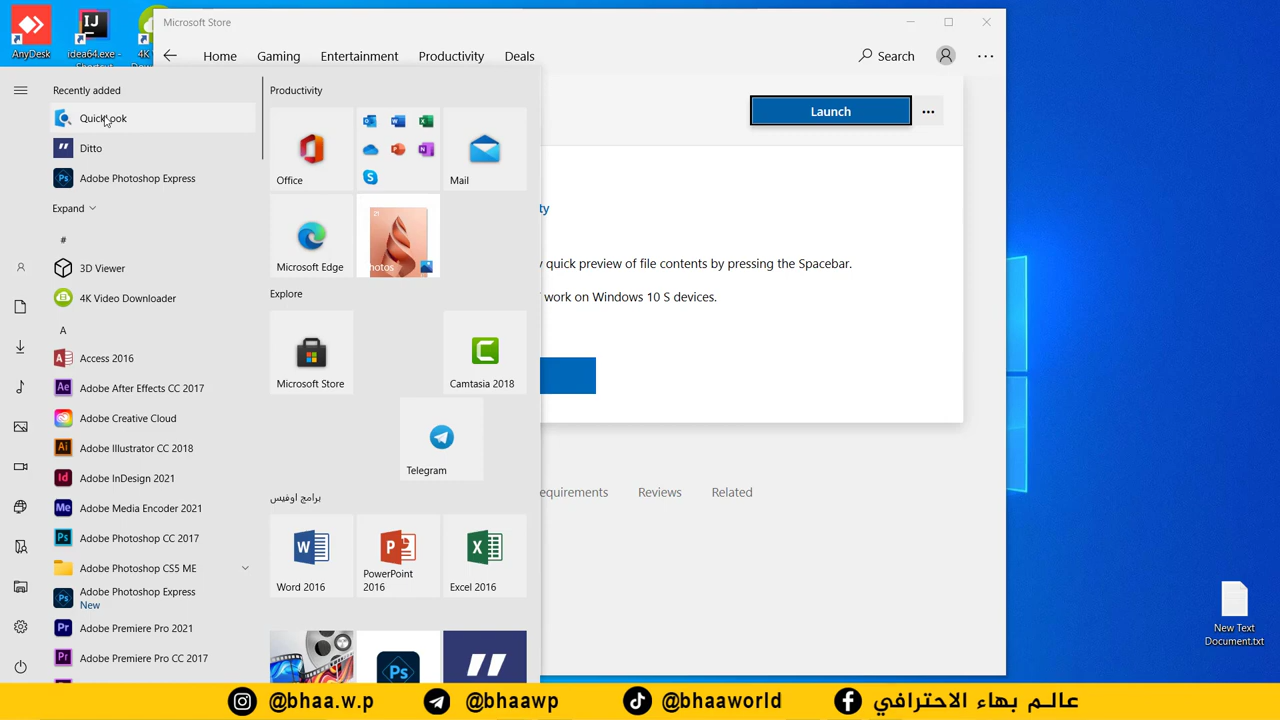 AnyDesk
idea64.exe -
Shortcut
4K
Microsoft Store
Home
Gaming
Entertainment
Productivity
Deals
Search
Recently added
QuickLook
Ditto
Adobe Photoshop Express
Expand
#
3D Viewer
4K Video Downloader
A
Access 2016
Adobe After Effects CC 2017
Adobe Creative Cloud
Adobe Illustrator CC 2018
Adobe InDesign 2021
Adobe Media Encoder 2021
Adobe Photoshop CC 2017
Adobe Photoshop CS5 ME
Adobe Photoshop Express
New
Adobe Premiere Pro 2021
Adobe Premiere Pro CC 2017
Productivity
Office
Mail
Microsoft Edge
hotos
Explore
Microsoft Store
Camtasia 2018
Telegram
برامج اوفيس
Word 2016
PowerPoint
2016
Excel 2016
Launch
ty
y quick preview of file contents by pressing the Spacebar.
work on Windows 10 S devices.
equirements
Reviews
Related
New Text
Document.txt
@bhaa.w.p
@bhaawp
@bhaaworld
عالم بهاء الاحترافي